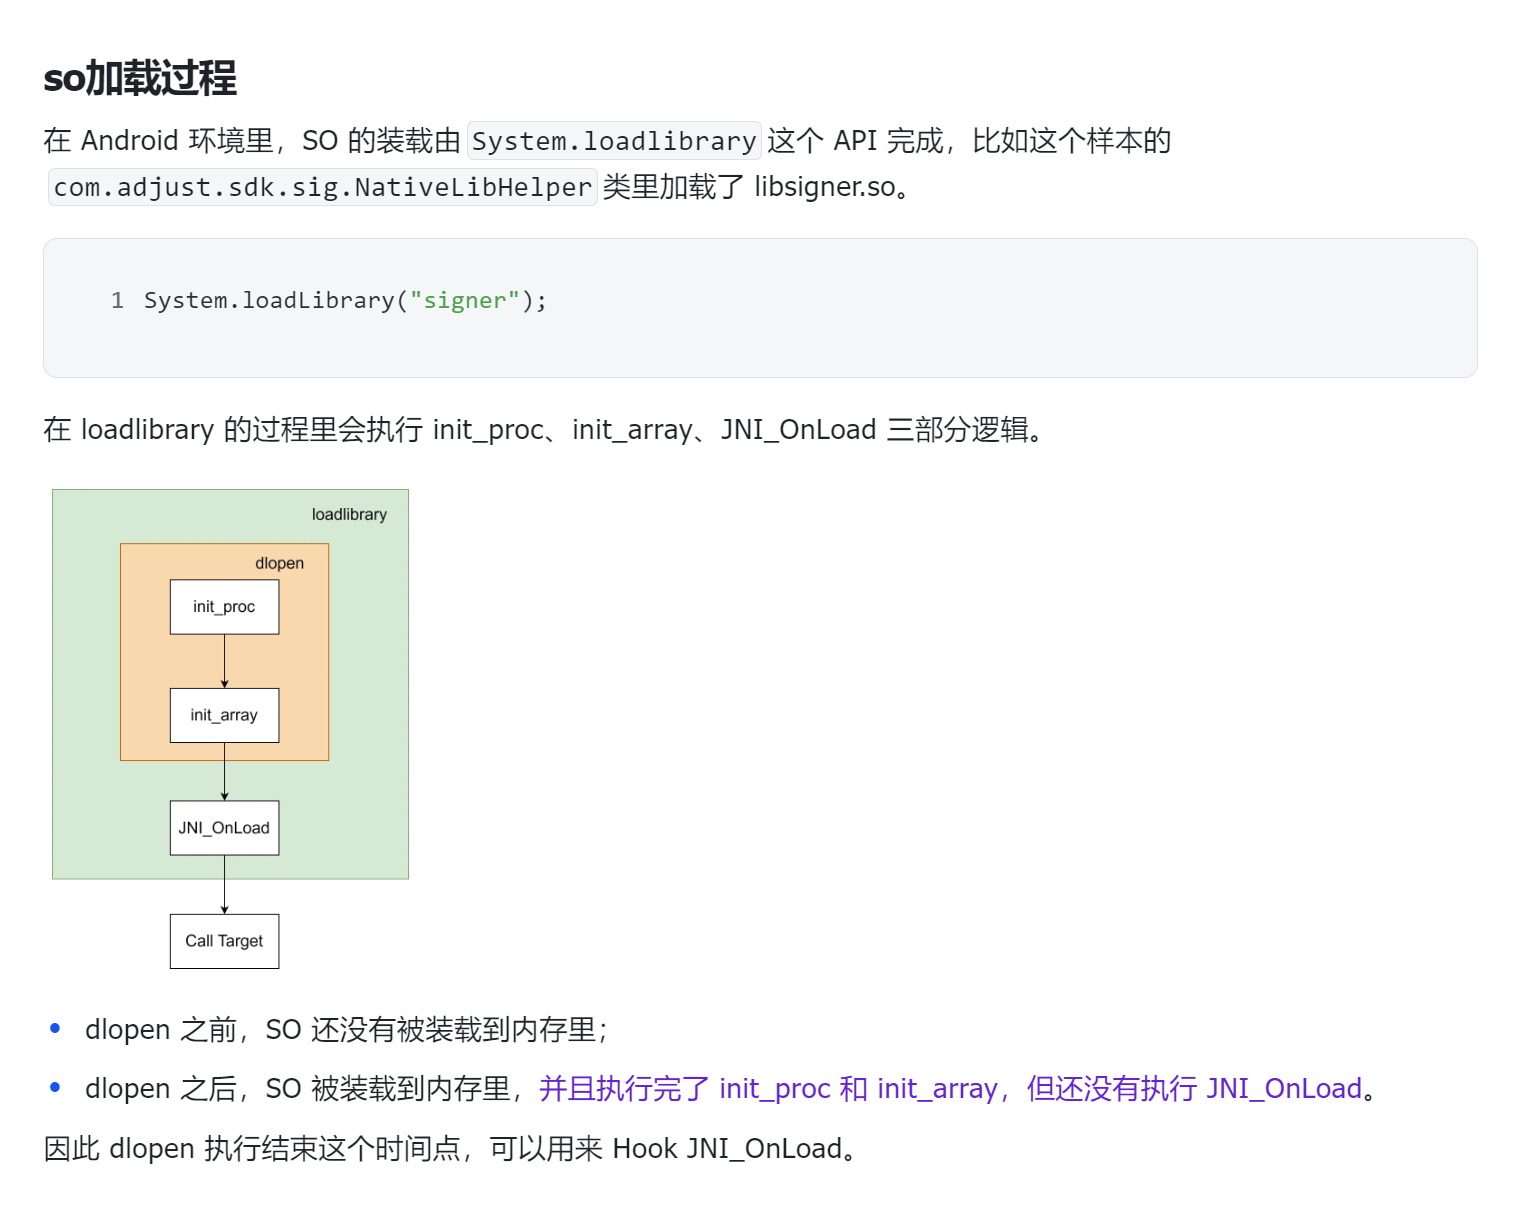 so加载过程
在 Android 环境里，SO 的装载由 System.loadlibrary 这个 API 完成，比如这个样本的
com.adjust.sdk.sig.NativeLibHelper 类里加载了 libsigner.so。
1 System.loadLibrary("signer");
在 loadlibrary 的过程里会执行 init_proc、init_array、JNI_OnLoad 三部分逻辑。
loadlibrary
dlopen
init_proc
init_array
JNI_OnLoad
Call Target
• dlopen 之前，SO 还没有被装载到内存里；
• dlopen 之后，SO 被装载到内存里，并且执行完了 init_proc 和 init_array，但还没有执行 JNI_OnLoad。
因此 dlopen 执行结束这个时间点，可以用来 Hook JNI_OnLoad。